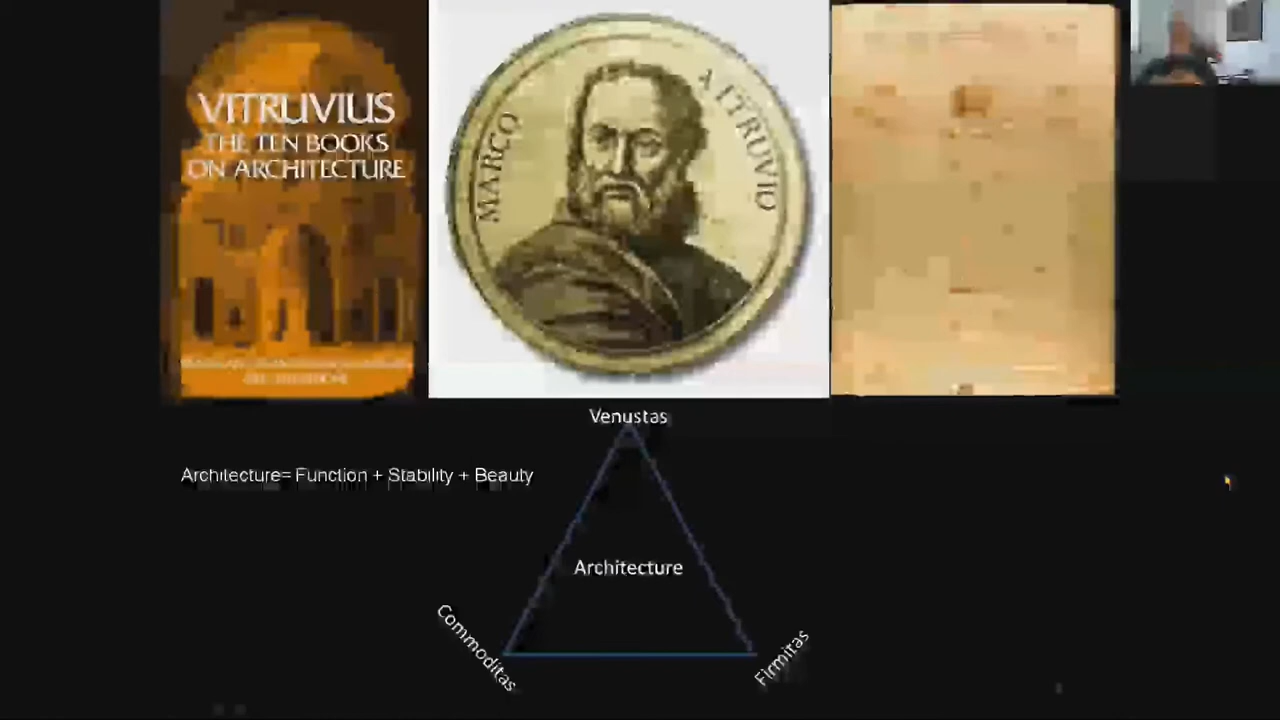 VITRUVIUS
THE TEN BOOKS
ON ARCHITECTURE
MARCO
VITRUVIO
Venustas
Architecture= Function + Stability + Beauty
Architecture
Commoditas
Firmitas